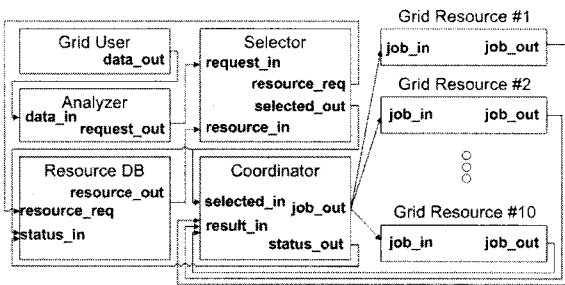 Grid User
data_out
Analyzer
data_in
request_out
Resource DB
resource_out
resource_req
status_in
Selector
request_in
resource_req
selected_out
resource_in
Coordinator
selected_in
job_out
result_in
status_out
Grid Resource #1
job_in job_out
Grid Resource #2
job_in job_out
Grid Resource #10
job_in job_out